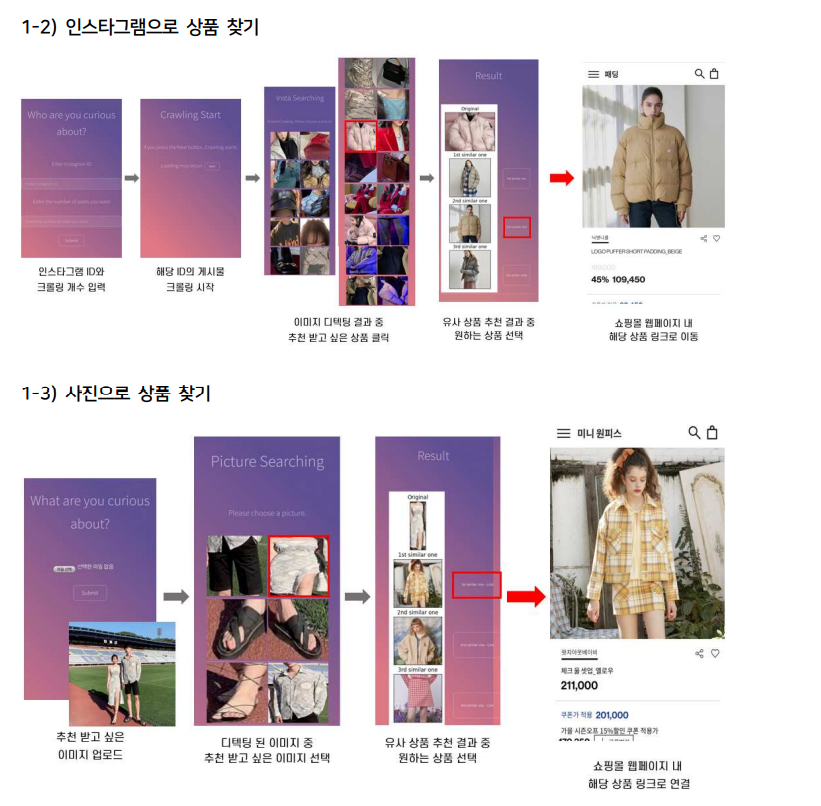 1-2) 인스타그램으로 상품 찾기
Who are you curious
about?
Enter Instagram ID
Enter the number of posts you want
Submit
인스타그램 ID와
크롤링 개수 입력
Crawling Start
If you press the Next button, Crawling starts.
해당 ID의 게시물
크롤링 시작
Insta Searching
이미지 디텍팅 결과 중
추천 받고 싶은 상품 클릭
Result
Original
1st similar one
2nd similar one
3rd similar one
유사 상품 추천 결과 중
원하는 상품 선택
패딩
LOGO PUFFER SHORT PADDING_BEIGE
45% 109,450
쇼핑몰 웹페이지 내
해당 상품 링크로 이동
1-3) 사진으로 상품 찾기
What are you curious
about?
파일 선택 선택한 파일 없음
Submit
추천 받고 싶은
이미지 업로드
Picture Searching
Please choose a picture.
디텍팅 된 이미지 중
추천 받고 싶은 이미지 선택
Result
Original
1st similar one
2nd similar one
3rd similar one
유사 상품 추천 결과 중
원하는 상품 선택
미니 원피스
체크 울 셋업_옐로우
211,000
쿠폰가 적용 201,000
가을 시즌오프 15%할인 쿠폰 적용가
쇼핑몰 웹페이지 내
해당 상품 링크로 연결